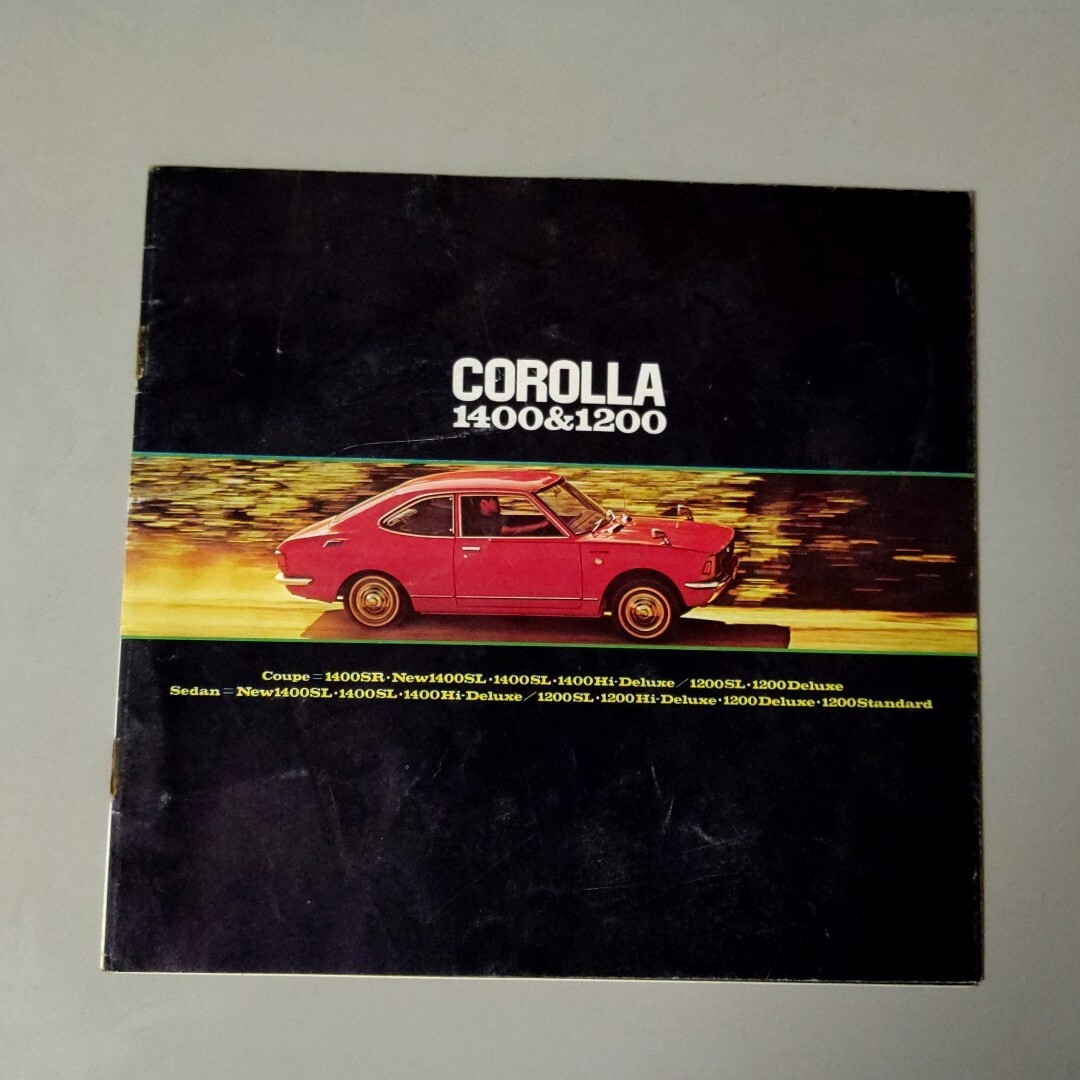 COROLLA
1400&1200
Coupe=1400SR·New1400SL·1400SL·1400Hi-Deluxe/1200SL·1200Deluxe
Sedan=New1400SL·1400SL·1400Hi-Deluxe/1200SL·1200Hi-Deluxe·1200Deluxe·1200Standard